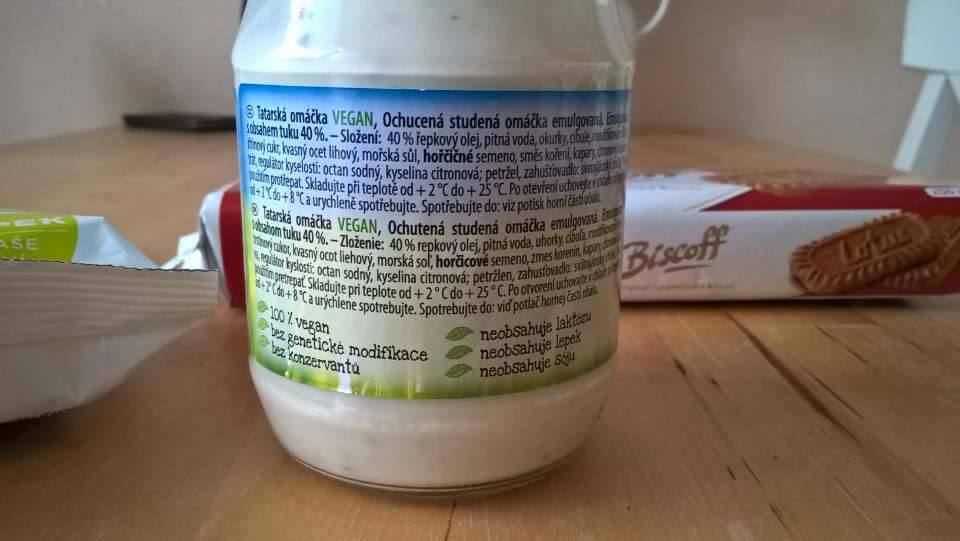 Tatarská omáčka VEGAN, Ochucená studená omáčka emulgovaná.
s obsahem tuku 40 %. – Složení: 40 % řepkový olej, pitná voda, okurky, cibule,
třtinový cukr, kvasný ocet lihový, mořská sůl, hořčičné semeno, směs koření, kapary,
regulátor kyselosti: octan sodný, kyselina citronová; petržel, zahušťovadlo:
použitím protřepat. Skladujte při teplotě od + 2 °C do + 25 °C. Po otevření uchovejte v
od + 2 °C do + 8 °C a urychleně spotřebujte. Spotřebujte do: viz potisk horní části obalu.
Tatarská omáčka VEGAN, Ochutená studená omáčka emulgovaná.
obsahom tuku 40 %. – Zloženie: 40 % repkový olej, pitná voda, uhorky, cibuľa,
trstinový cukor, kvasný ocot liehový, morská soľ, horčicové semeno, zmes korenín, kapary,
regulátor kyslosti: octan sodný, kyselina citronová; petržlen, zahusťovadlo:
použitím pretrepať. Skladujte pri teplote od + 2 °C do + 25 °C. Po otvorení uchovajte v chlade
od + 2° C do + 8 °C a urýchlene spotrebujte. Spotrebujte do: viď potlač hornej časti obalu.
100 % vegan
bez genetické modifikace
bez konzervantů
neobsahuje laktózu
neobsahuje lepek
neobsahuje sóju
Biscoff
Lotus